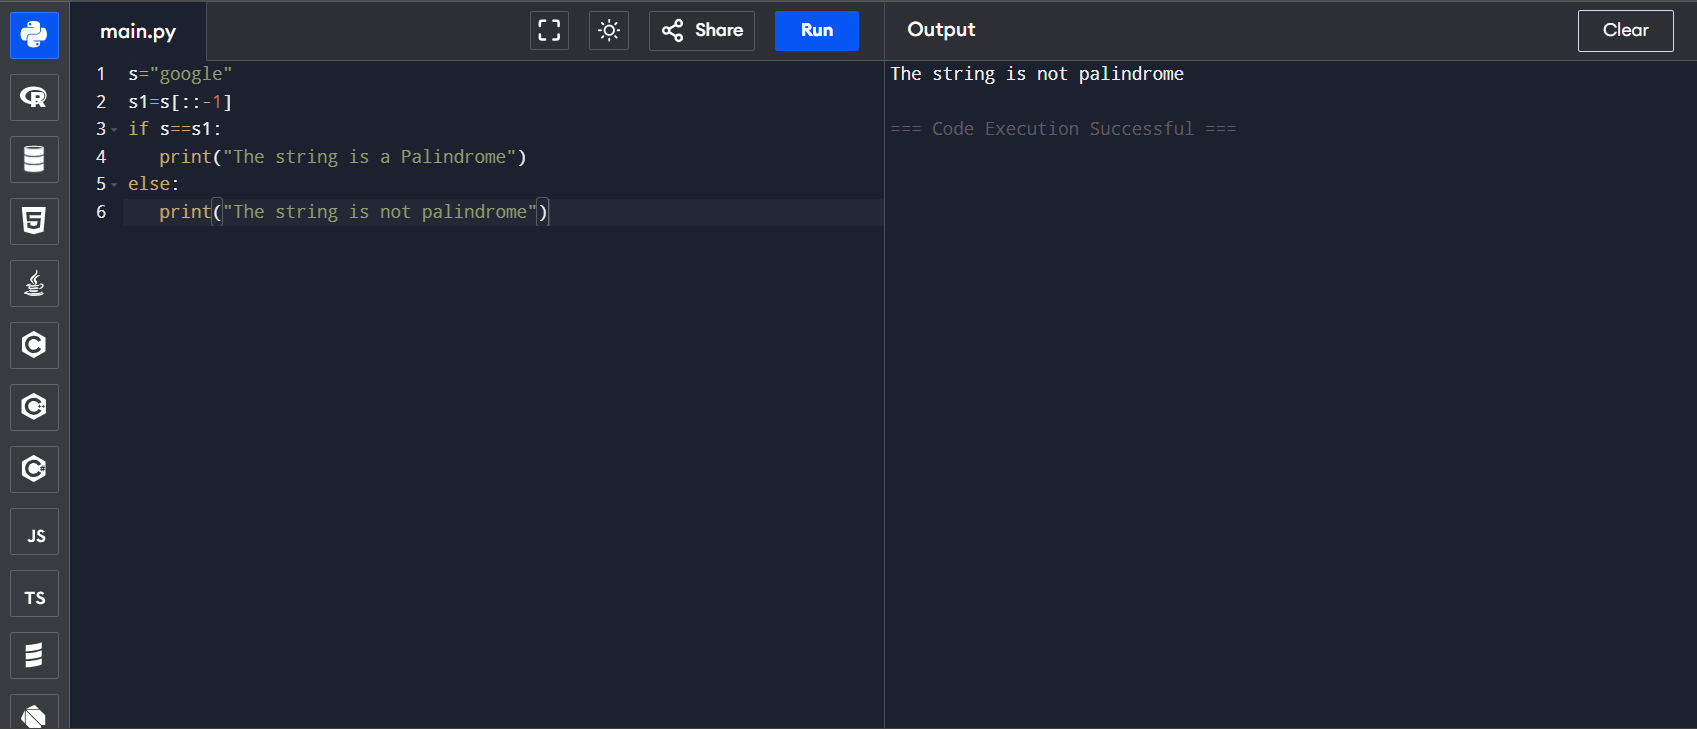 main.py
Share
Run
Output
Clear
1 s="google"
2 s1=s[::-1]
3 if s==s1:
4    print("The string is a Palindrome")
5 else:
6    print("The string is not palindrome")
The string is not palindrome
=== Code Execution Successful ===
R
5
C
C++
C#
JS
TS